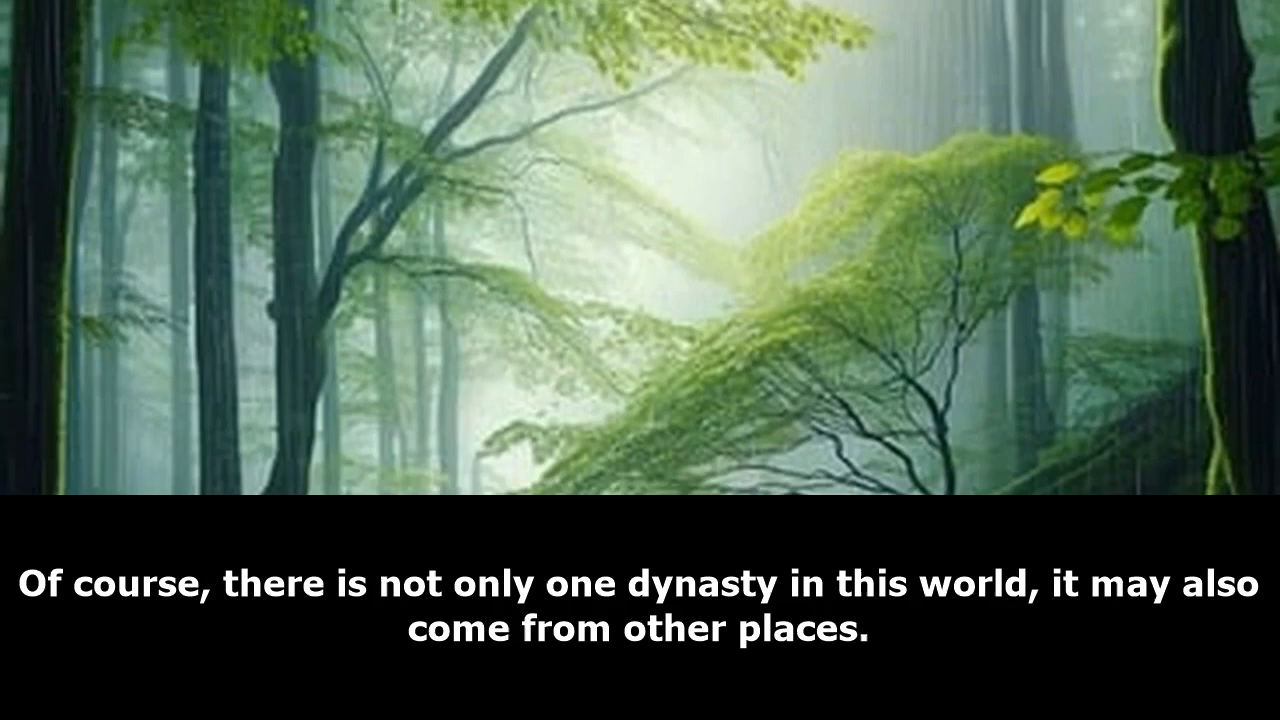 Of course, there is not only one dynasty in this world, it may also
come from other places.